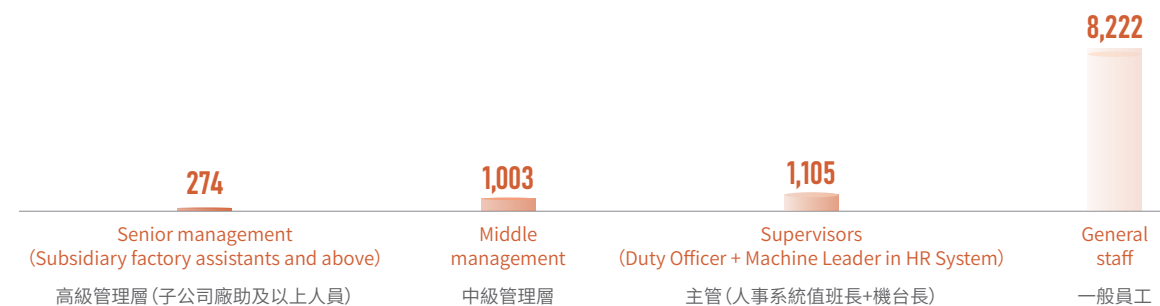 8,222
274
1,003
1,105
Senior management
(Subsidiary factory assistants and above)
高級管理層(子公司廠助及以上人員)
Middle
management
中級管理層
Supervisors
(Duty Officer + Machine Leader in HR System)
主管(人事系統值班長+機台長)
General
staff
一般員工